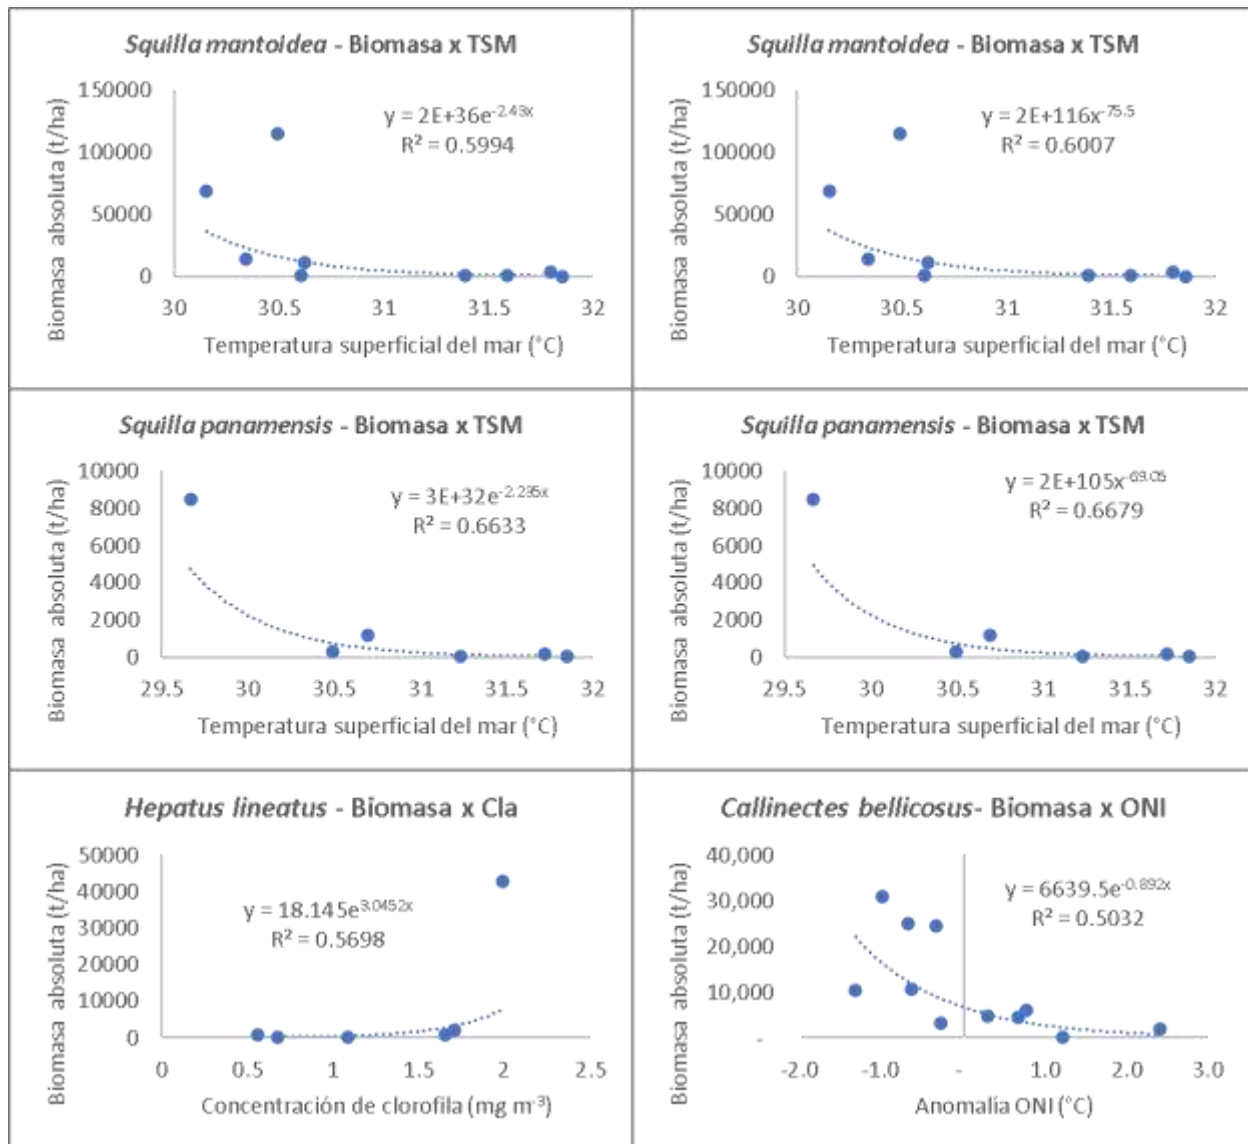 Squilla mantoidea - Biomasa x TSM
Biomasa absoluta (t/ha)
150000
100000
50000
0
y = 2E+36e^-2.43x
R² = 0.5994
30 30.5 31 31.5 32
Temperatura superficial del mar (°C)
Squilla mantoidea - Biomasa x TSM
Biomasa absoluta (t/ha)
150000
100000
50000
0
y = 2E+116x^-75.5
R² = 0.6007
30 30.5 31 31.5 32
Temperatura superficial del mar (°C)
Squilla panamensis - Biomasa x TSM
Biomasa absoluta (t/ha)
10000
8000
6000
4000
2000
0
y = 3E+32e^-2.235x
R² = 0.6633
29.5 30 30.5 31 31.5 32
Temperatura superficial del mar (°C)
Squilla panamensis - Biomasa x TSM
Biomasa absoluta (t/ha)
10000
8000
6000
4000
2000
0
y = 2E+105x^-69.05
R² = 0.6679
29.5 30 30.5 31 31.5 32
Temperatura superficial del mar (°C)
Hepatus lineatus - Biomasa x Cla
Biomasa absoluta (t/ha)
50000
40000
30000
20000
10000
0
y = 18.145e^3.0452x
R² = 0.5698
0 0.5 1 1.5 2 2.5
Concentración de clorofila (mg m⁻³)
Callinectes bellicosus- Biomasa x ONI
Biomasa absoluta (t/ha)
40,000
30,000
20,000
10,000
-
y = 6639.5e^-0.892x
R² = 0.5032
-2.0 -1.0 - 1.0 2.0 3.0
Anomalía ONI (°C)